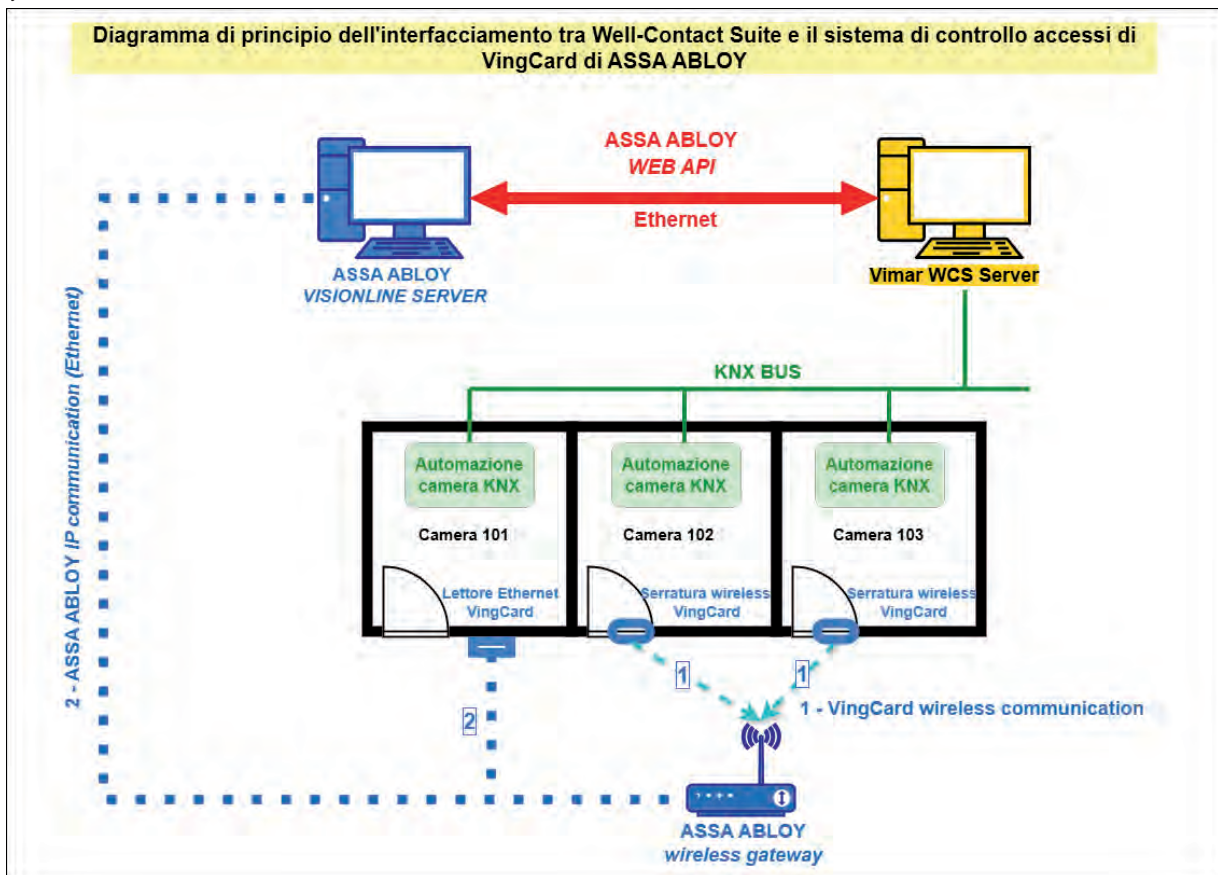 Diagramma di principio dell'interfacciamento tra Well-Contact Suite e il sistema di controllo accessi di
VingCard di ASSA ABLOY
ASSA ABLOY
WEB API
Ethernet
ASSA ABLOY
VISIONLINE SERVER
Vimar WCS Server
2 - ASSA ABLOY IP communication (Ethernet)
KNX BUS
Automazione
camera KNX
Automazione
camera KNX
Automazione
camera KNX
Camera 101
Camera 102
Camera 103
Lettore Ethernet
VingCard
Serratura wireless
VingCard
Serratura wireless
VingCard
1
1
2
1 - VingCard wireless communication
ASSA ABLOY
wireless gateway